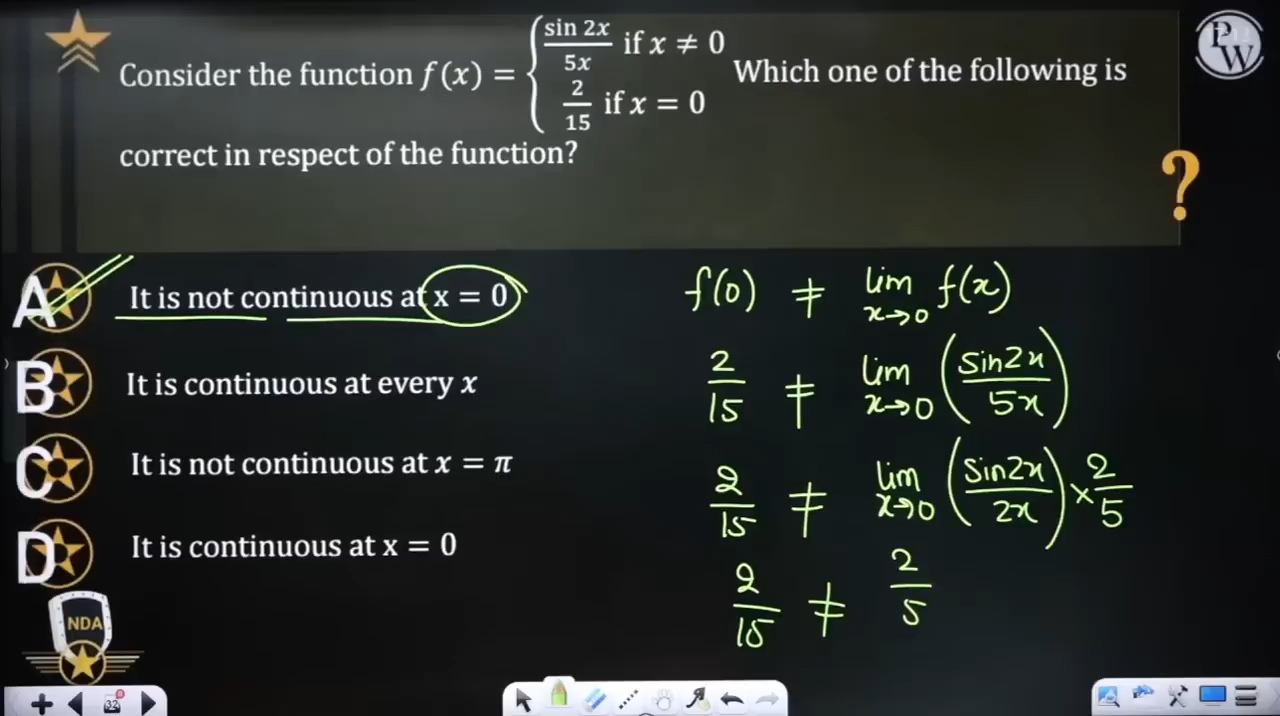 Consider the function f(x) = { sin 2x / 5x if x ≠ 0
2/15 if x = 0 Which one of the following is
correct in respect of the function?
PW
?
A It is not continuous at x = 0
B It is continuous at every x
C It is not continuous at x = π
D It is continuous at x = 0
NDA
f(0) ≠ lim x→0 f(x)
2/15 ≠ lim x→0 (sin2x / 5x)
2/15 ≠ lim x→0 (sin2x / 2x) × 2/5
2/15 ≠ 2/5
32